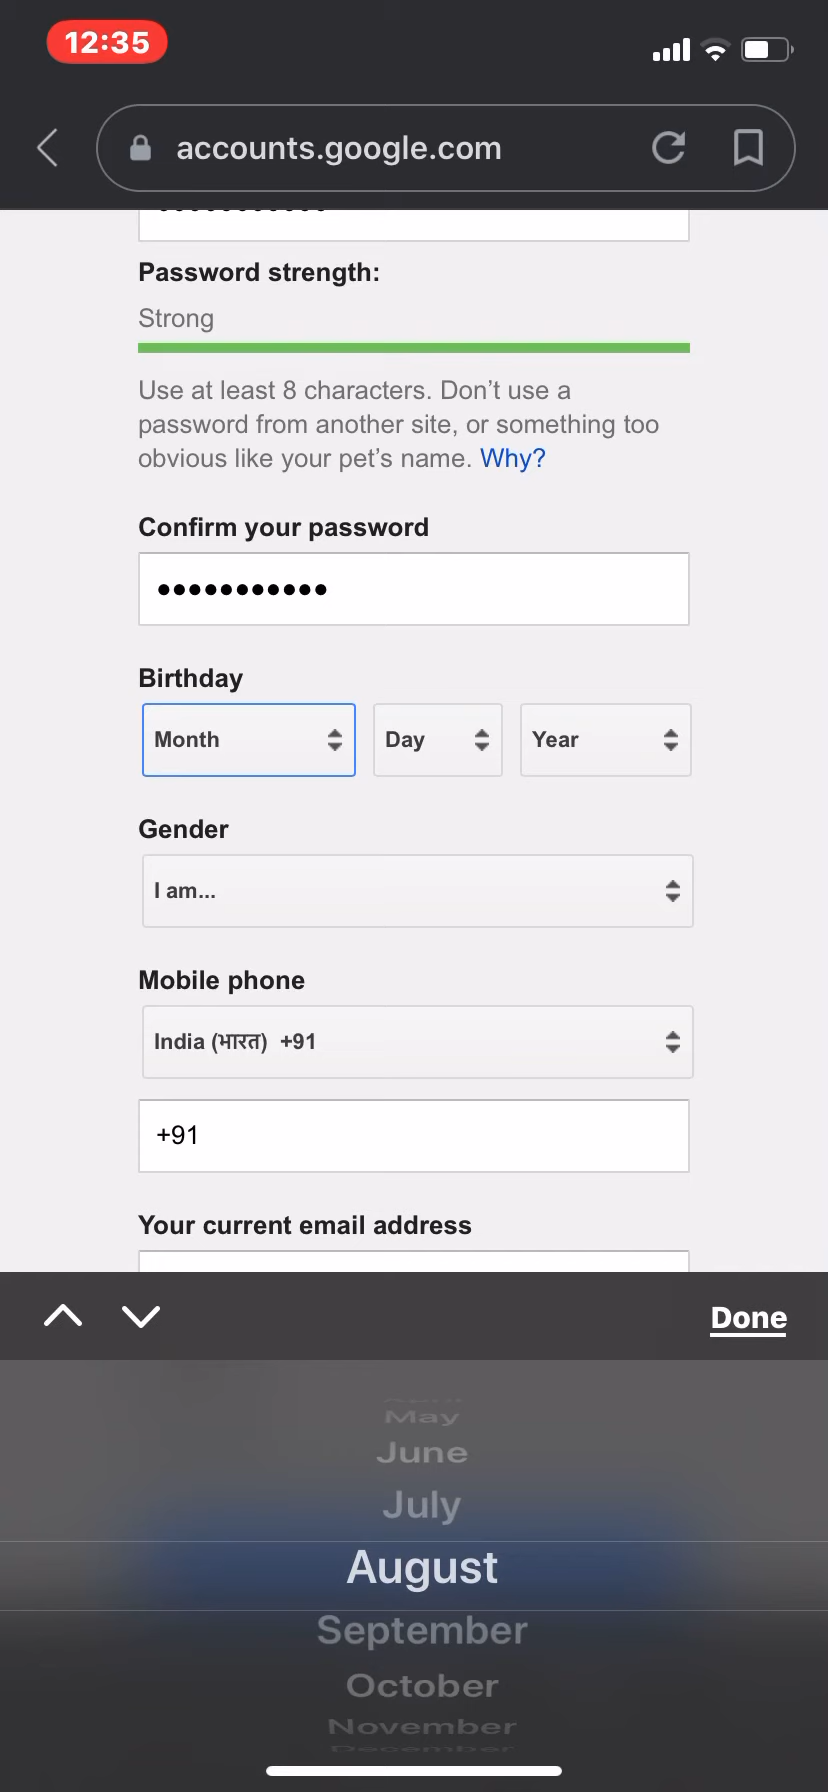 12:35
accounts.google.com
Password strength:
Strong
Use at least 8 characters. Don’t use a
password from another site, or something too
obvious like your pet’s name. Why?
Confirm your password
Birthday
Month
Day
Year
Gender
I am...
Mobile phone
India (भारत) +91
+91
Your current email address
Done
April
May
June
July
August
September
October
November
December